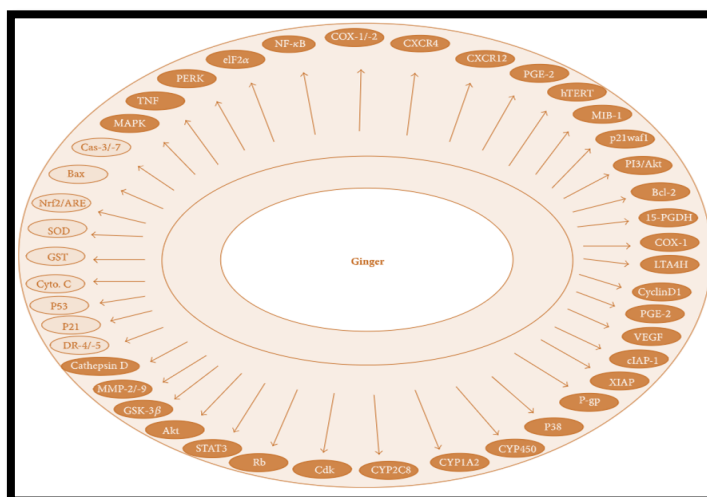 COX-1/-2
CXCR4
CXCR12
PGE-2
hTERT
MIB-1
p21waf1
PI3/Akt
Bcl-2
15-PGDH
COX-1
LTA4H
CyclinD1
PGE-2
VEGF
cIAP-1
XIAP
P-gp
P38
CYP450
CYP1A2
CYP2C8
Cdk
Rb
STAT3
Akt
GSK-3β
MMP-2/-9
Cathepsin D
DR-4/-5
P21
P53
Cyto. C
GST
SOD
Nrf2/ARE
Bax
Cas-3/-7
MAPK
TNF
PERK
elF2α
NF-κB
Ginger